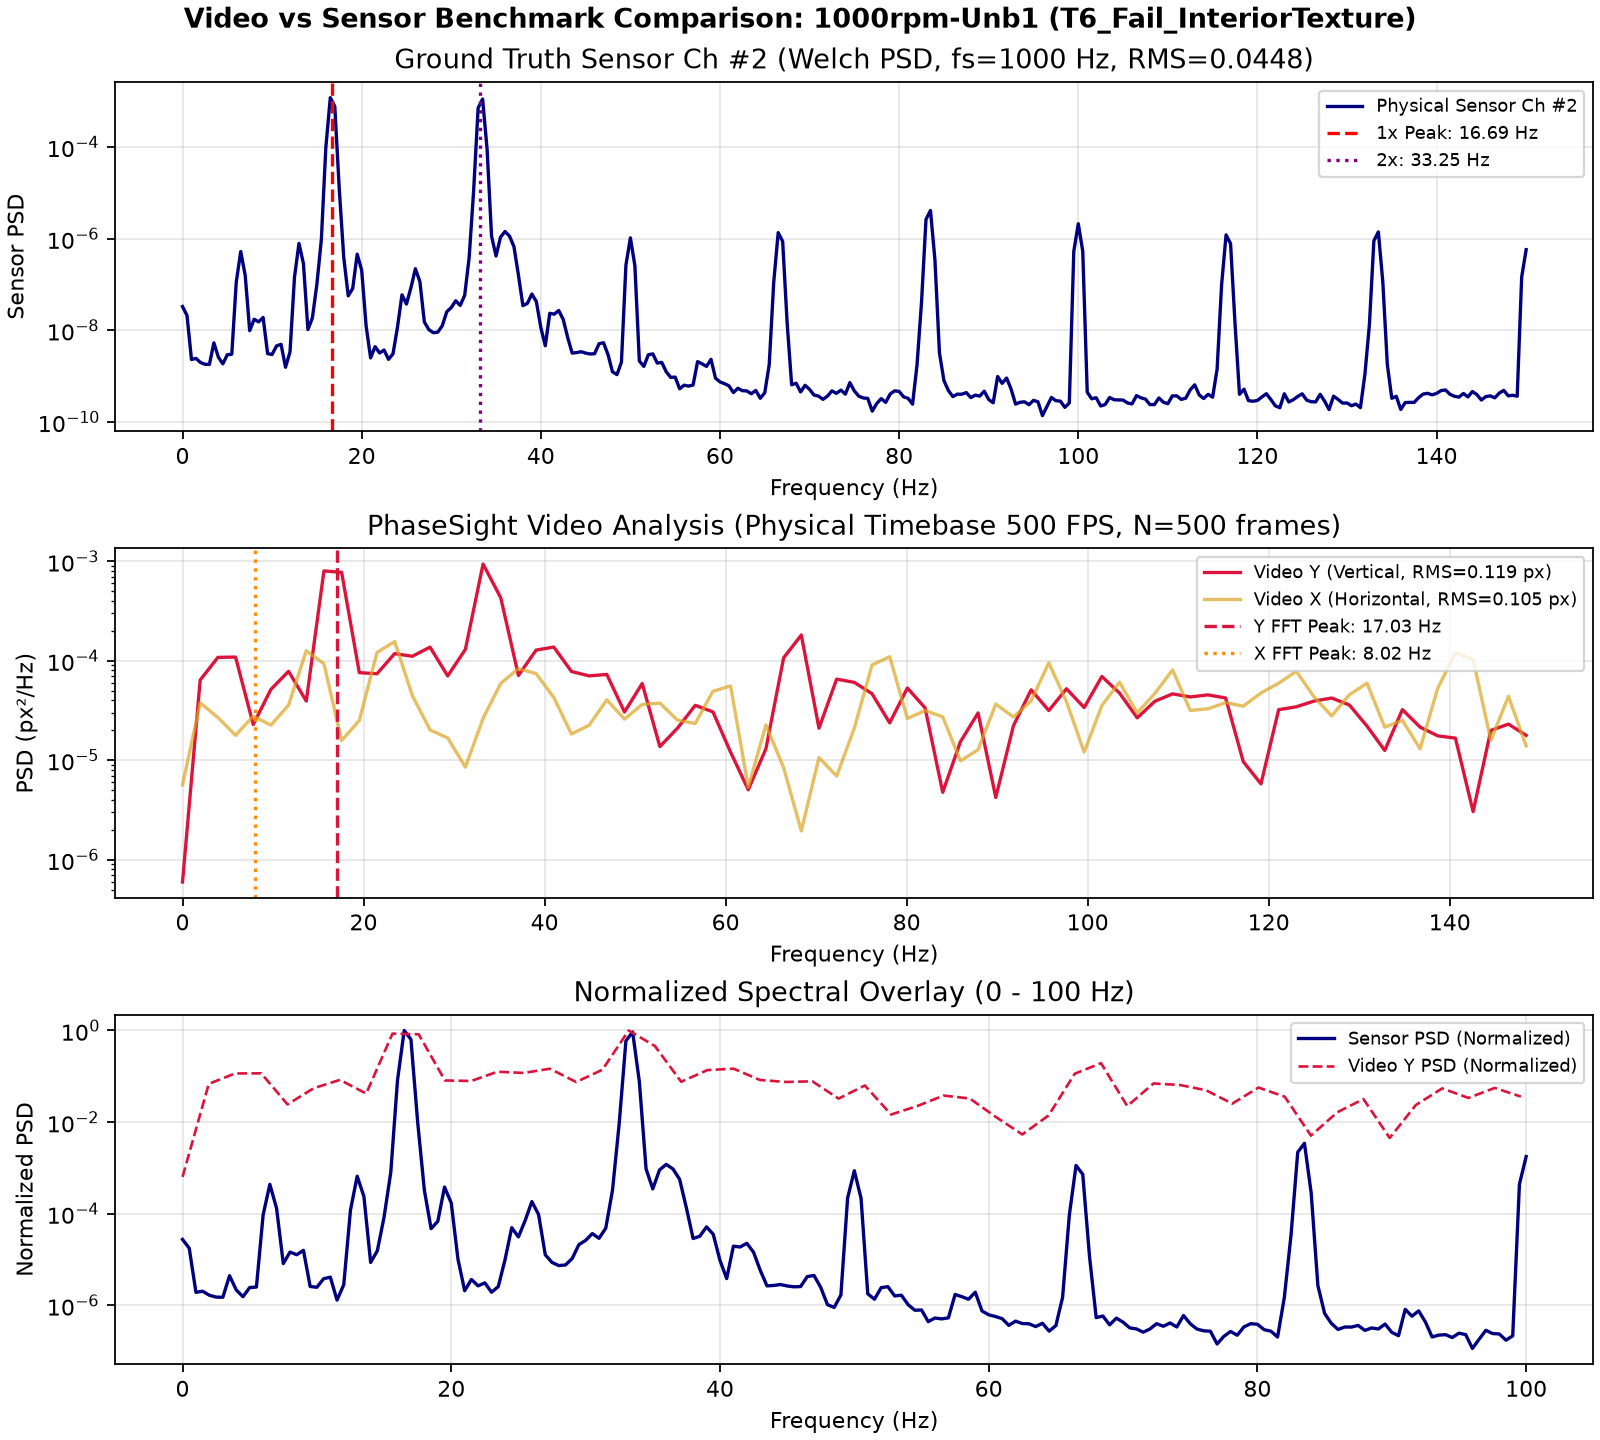 Video vs Sensor Benchmark Comparison: 1000rpm-Unb1 (T6_Fail_InteriorTexture)
Ground Truth Sensor Ch #2 (Welch PSD, fs=1000 Hz, RMS=0.0448)
Sensor PSD
10⁻⁴
10⁻⁶
10⁻⁸
10⁻¹⁰
Physical Sensor Ch #2
1x Peak: 16.69 Hz
2x: 33.25 Hz
0 20 40 60 80 100 120 140
Frequency (Hz)
PhaseSight Video Analysis (Physical Timebase 500 FPS, N=500 frames)
PSD (px²/Hz)
10⁻³
10⁻⁴
10⁻⁵
10⁻⁶
Video Y (Vertical, RMS=0.119 px)
Video X (Horizontal, RMS=0.105 px)
Y FFT Peak: 17.03 Hz
X FFT Peak: 8.02 Hz
0 20 40 60 80 100 120 140
Frequency (Hz)
Normalized Spectral Overlay (0 - 100 Hz)
Normalized PSD
10⁰
10⁻²
10⁻⁴
10⁻⁶
Sensor PSD (Normalized)
Video Y PSD (Normalized)
0 20 40 60 80 100
Frequency (Hz)